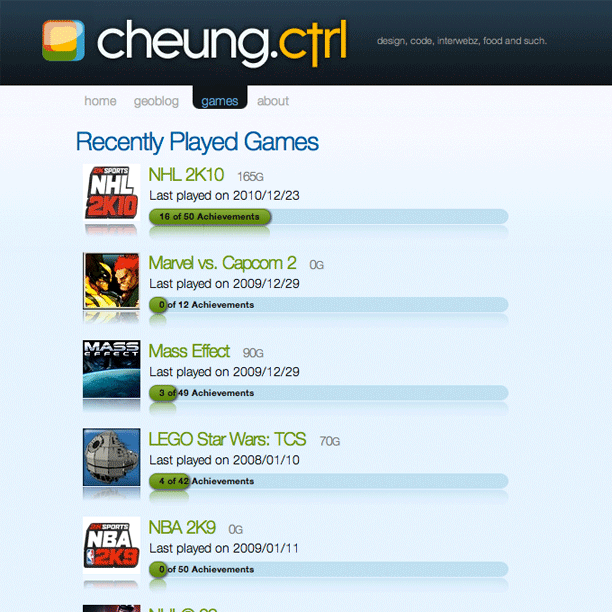 cheung.ctrl
design, code, interwebz, food and such.
home geoblog games about
Recently Played Games
2K SPORTS
NHL
2K10
NHL 2K10 165G
Last played on 2010/12/23
16 of 50 Achievements
Marvel vs. Capcom 2 0G
Last played on 2009/12/29
0 of 12 Achievements
MASS
EFFECT
Mass Effect 90G
Last played on 2009/12/29
3 of 49 Achievements
LEGO Star Wars: TCS 70G
Last played on 2008/01/10
4 of 42 Achievements
2K SPORTS
NBA
2K9
NBA 2K9 0G
Last played on 2009/01/11
0 of 50 Achievements